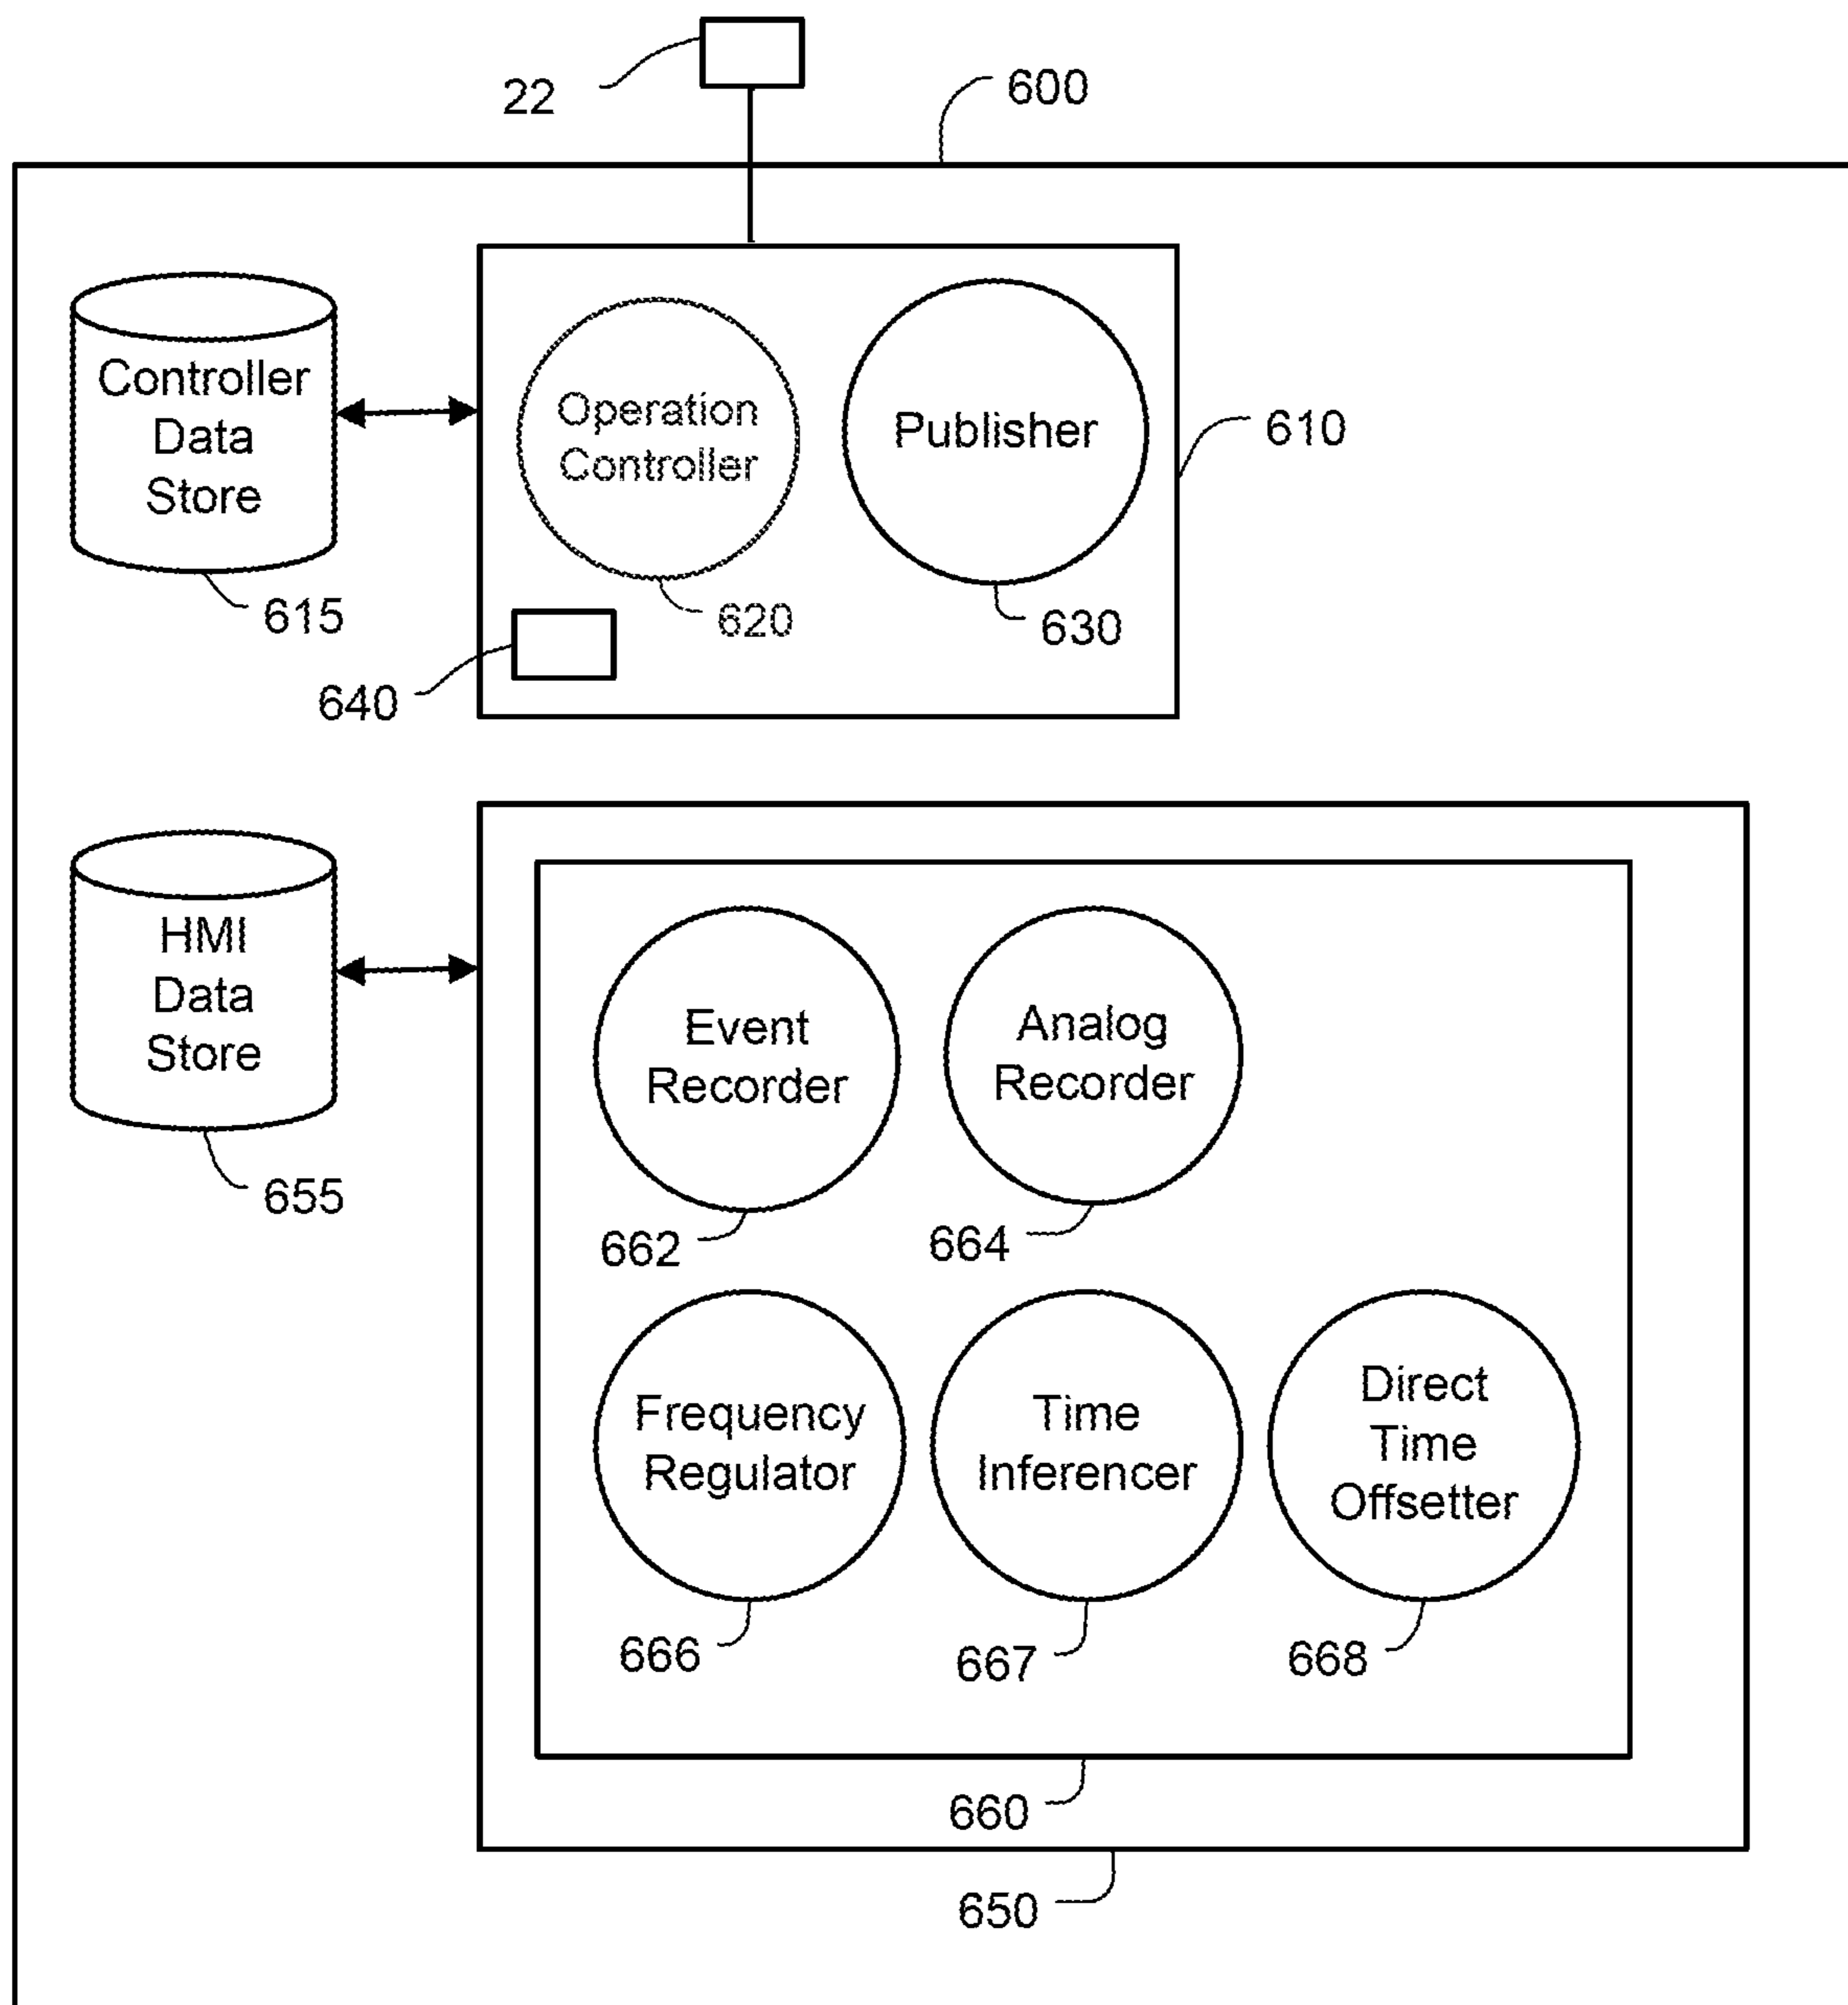 22
600
Controller
Data
Store
615
Operation
Controller
620
Publisher
630
610
640
HMI
Data
Store
655
Event
Recorder
662
Analog
Recorder
664
Frequency
Regulator
666
Time
Inferencer
667
Direct
Time
Offsetter
668
660
650